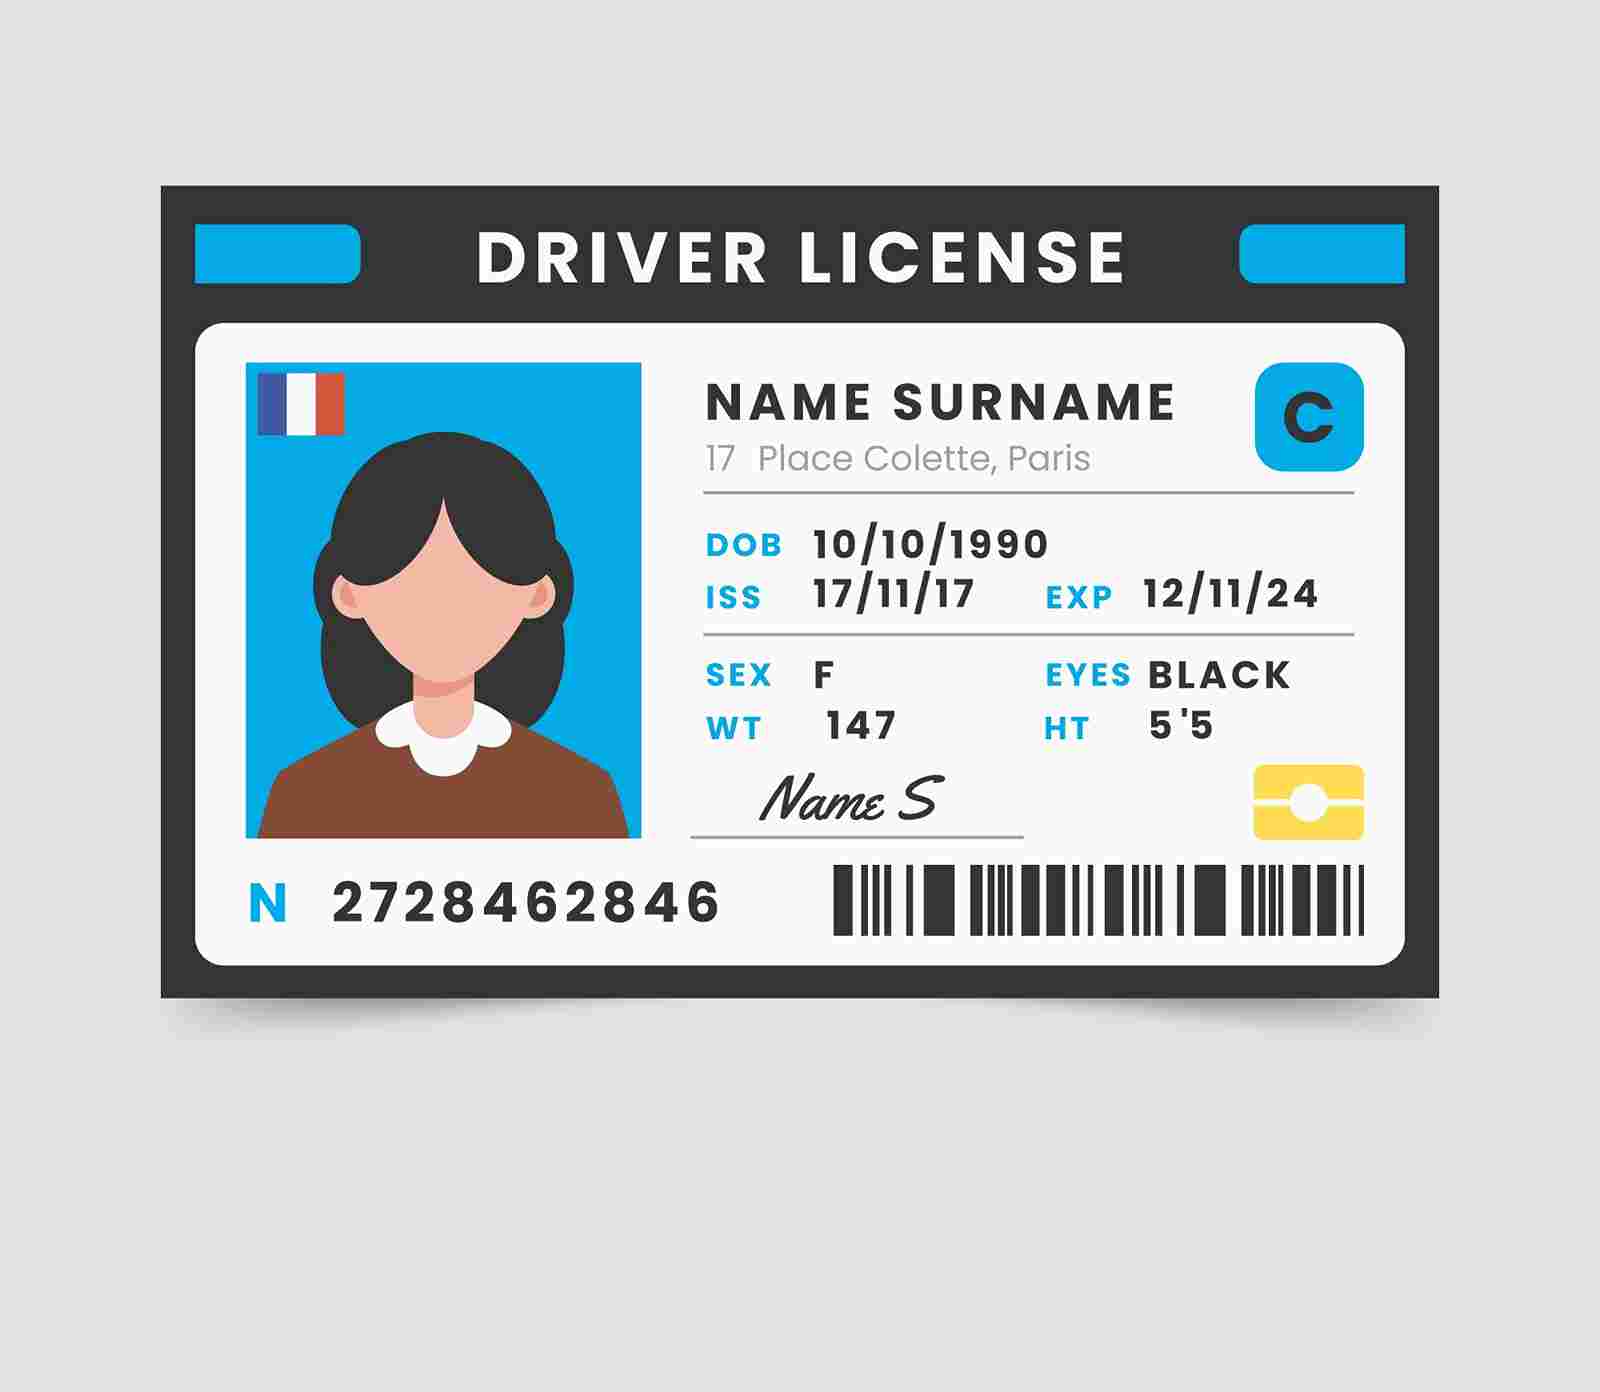 DRIVER LICENSE
NAME SURNAME
C
17 Place Colette, Paris
DOB 10/10/1990
ISS 17/11/17 EXP 12/11/24
SEX F EYES BLACK
WT 147 HT 5'5
Name S
N 2728462846